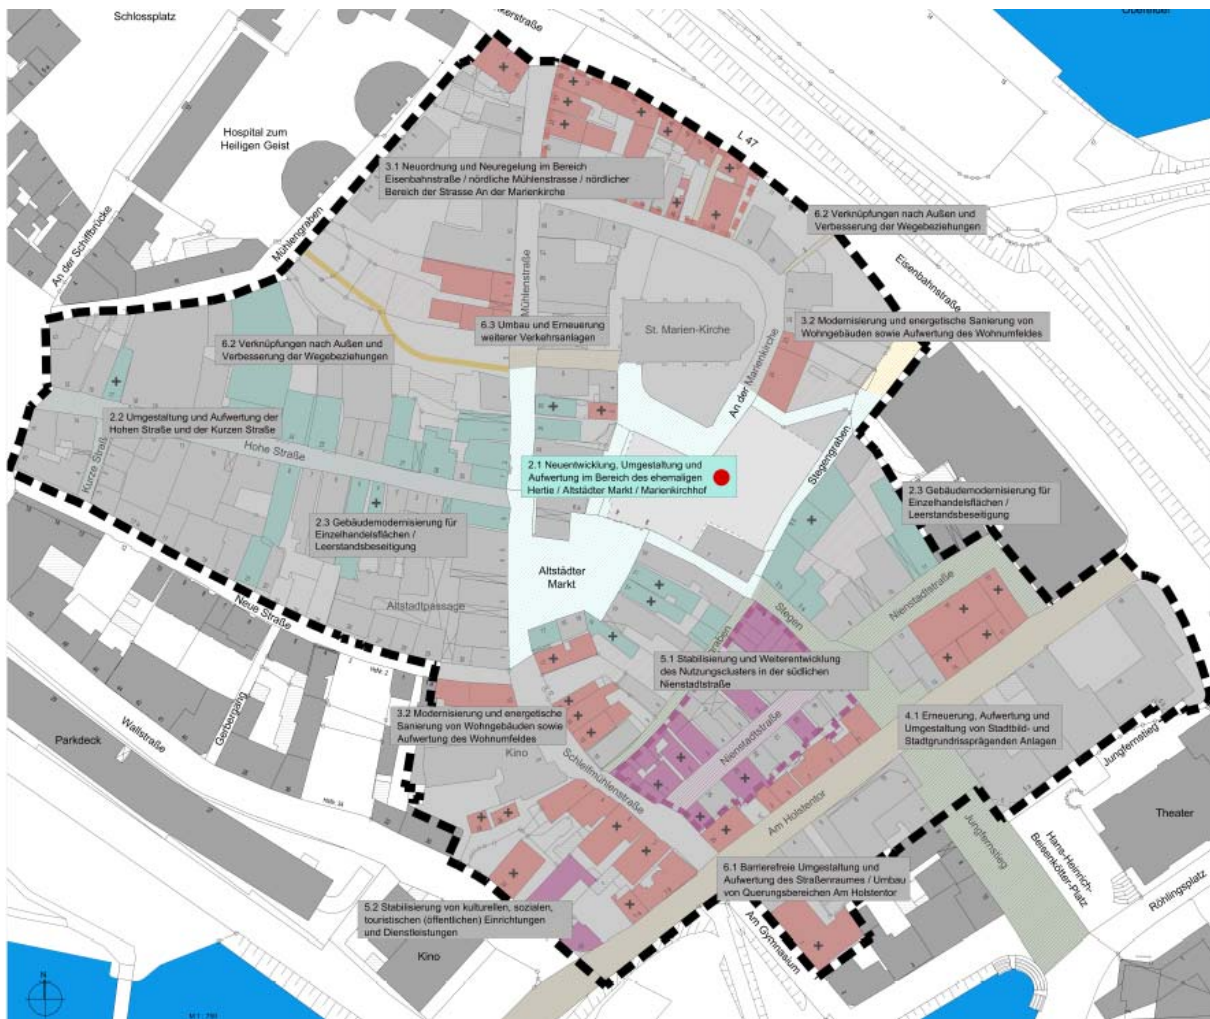 Schlossplatz
Hospital zum
Heiligen Geist
An der Schiffbrücke
Mühlengraben
L 47
3.1 Neuordnung und Neuregelung im Bereich
Eisenbahnstraße / nördliche Mühlenstrasse / nördlicher
Bereich der Strasse An der Marienkirche
6.2 Verknüpfungen nach Außen und
Verbesserung der Wegebeziehungen
Eisenbahnstraße
Mühlenstraße
6.3 Umbau und Erneuerung
weiterer Verkehrsanlagen
St. Marien-Kirche
3.2 Modernisierung und energetische Sanierung von
Wohngebäuden sowie Aufwertung des Wohnumfeldes
6.2 Verknüpfungen nach Außen und
Verbesserung der Wegebeziehungen
An der Marienkirche
2.2 Umgestaltung und Aufwertung der
Hohen Straße und der Kurzen Straße
Kurze Straß
Hohe Straße
Stegengraben
2.1 Neuentwicklung, Umgestaltung und
Aufwertung im Bereich des ehemaligen
Hertie / Altstädter Markt / Marienkirchhof
2.3 Gebäudemodernisierung für
Einzelhandelsflächen /
Leerstandsbeseitigung
2.3 Gebäudemodernisierung für
Einzelhandelsflächen /
Leerstandsbeseitigung
Altstädter
Markt
Altstadtpassage
Neue Straße
Stegen
Nienstadtstraße
5.1 Stabilisierung und Weiterentwicklung
des Nutzungsclusters in der südlichen
Nienstadtstraße
HsNr. 2
Gerbergang
Wallstraße
Parkdeck
3.2 Modernisierung und energetische
Sanierung von Wohngebäuden sowie
Aufwertung des Wohnumfeldes
Kino
Schleifmühlenstraße
Nienstadtstraße
4.1 Erneuerung, Aufwertung und
Umgestaltung von Stadtbild- und
Stadtgrundrissprägenden Anlagen
Jungfernstieg
Am Holstentor
Jungfernstieg
Theater
Hans-Heinrich-
Beisenkötter-Platz
Röhlingsplatz
6.1 Barrierefreie Umgestaltung und
Aufwertung des Straßenraumes / Umbau
von Querungsbereichen Am Holstentor
5.2 Stabilisierung von kulturellen, sozialen,
touristischen (öffentlichen) Einrichtungen
und Dienstleistungen
Am Gymnasium
Kino
N